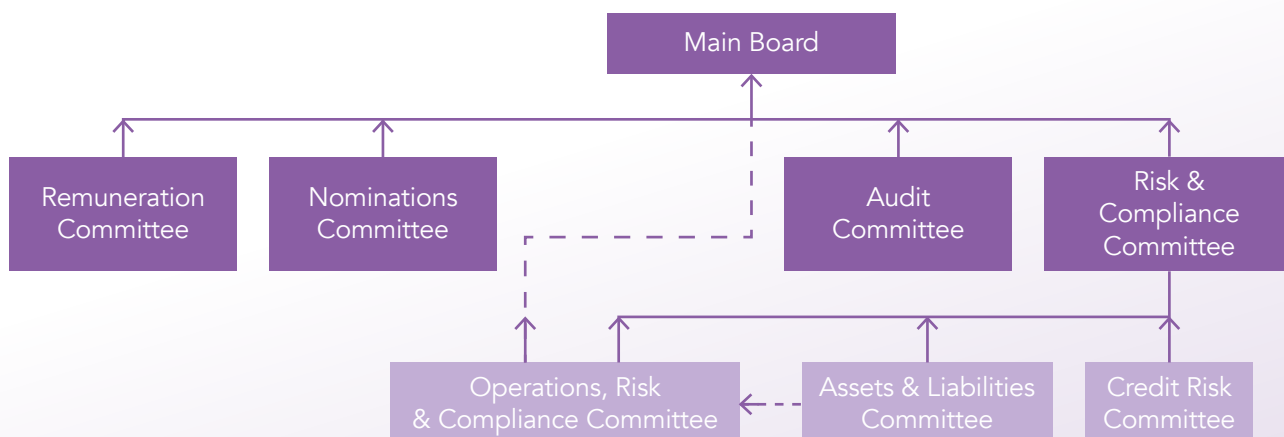 Main Board
Remuneration
Committee
Nominations
Committee
Audit
Committee
Risk &
Compliance
Committee
Operations, Risk
& Compliance Committee
Assets & Liabilities
Committee
Credit Risk
Committee